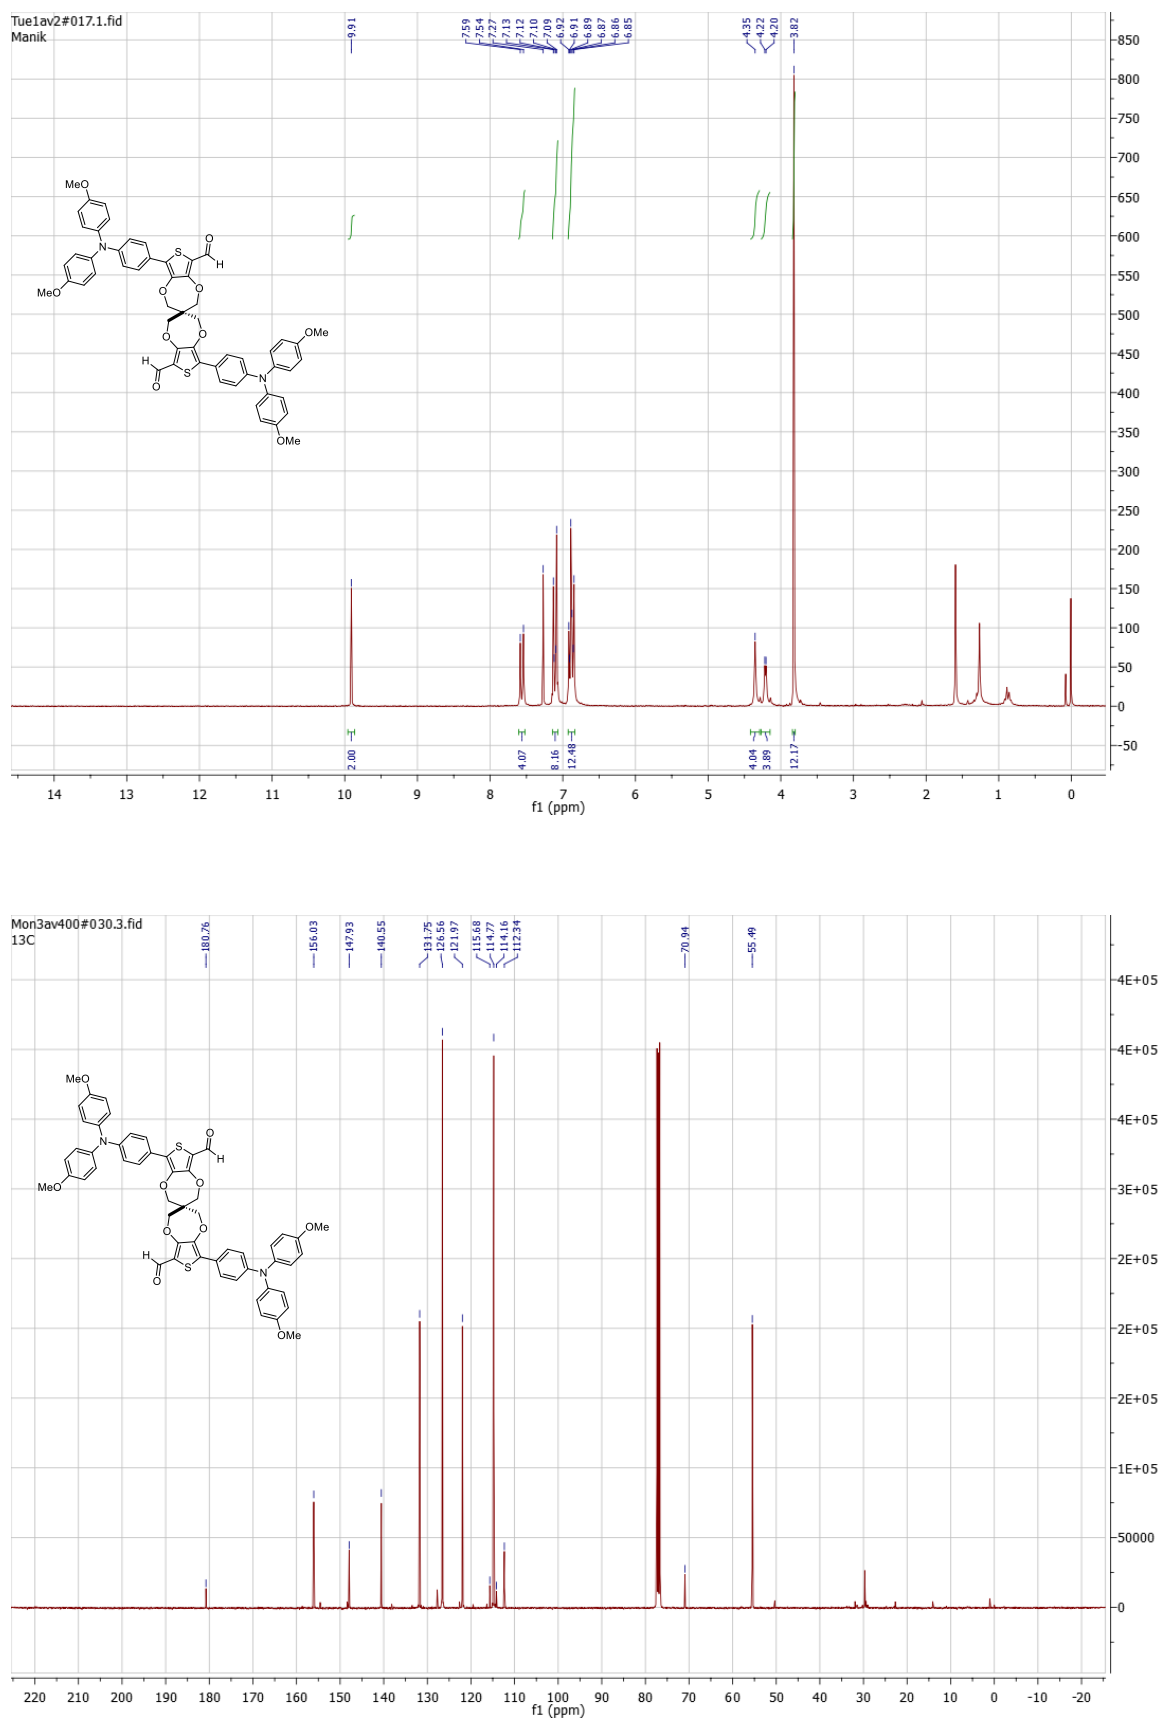 Tue1av2#017.1.fid
Manik
9.91
7.59
7.54
7.27
7.13
7.12
7.10
7.09
6.92
6.91
6.89
6.87
6.86
6.85
4.35
4.22
4.20
3.82
850
800
750
700
650
600
550
500
450
400
350
300
250
200
150
100
50
0
-50
MeO
N
MeO
S
O
H
O
O
O
O
H
O
S
N
OMe
OMe
2.00
4.07
8.16
12.48
4.04
3.89
12.17
14 13 12 11 10 9 8 7 6 5 4 3 2 1 0
f1 (ppm)
Mon3av400#030.3.fid
13C
180.76
156.03
147.93
140.55
131.75
126.56
121.97
115.68
114.77
114.16
112.34
70.94
55.49
4E+05
4E+05
4E+05
3E+05
2E+05
2E+05
2E+05
1E+05
50000
0
MeO
N
MeO
S
O
H
O
O
O
O
H
O
S
N
OMe
OMe
220 210 200 190 180 170 160 150 140 130 120 110 100 90 80 70 60 50 40 30 20 10 0 -10 -20
f1 (ppm)